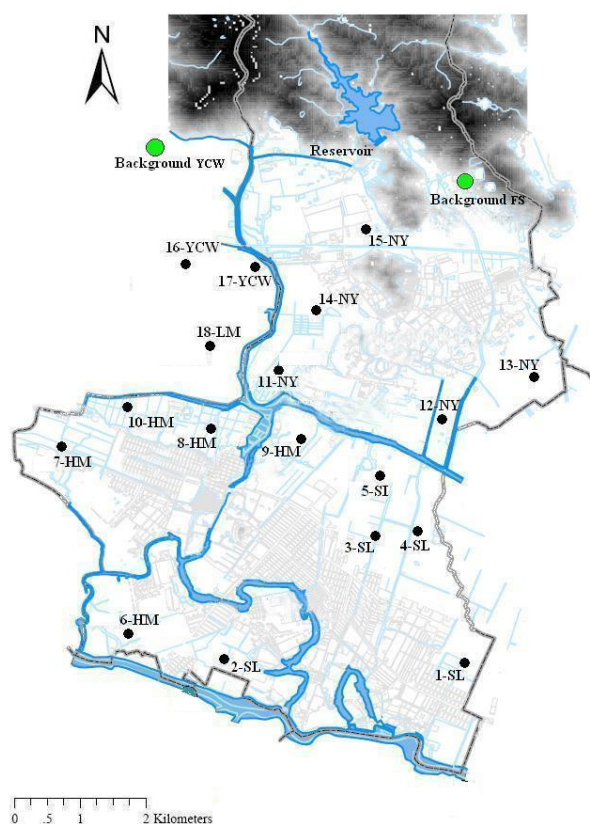 N
Reservoir
Background YCW
Background FS
15-NY
16-YCW
17-YCW
14-NY
18-LM
11-NY
13-NY
10-HM
12-NY
8-HM
9-HM
7-HM
5-SL
3-SL
4-SL
6-HM
2-SL
1-SL
0 .5 1 2 Kilometers